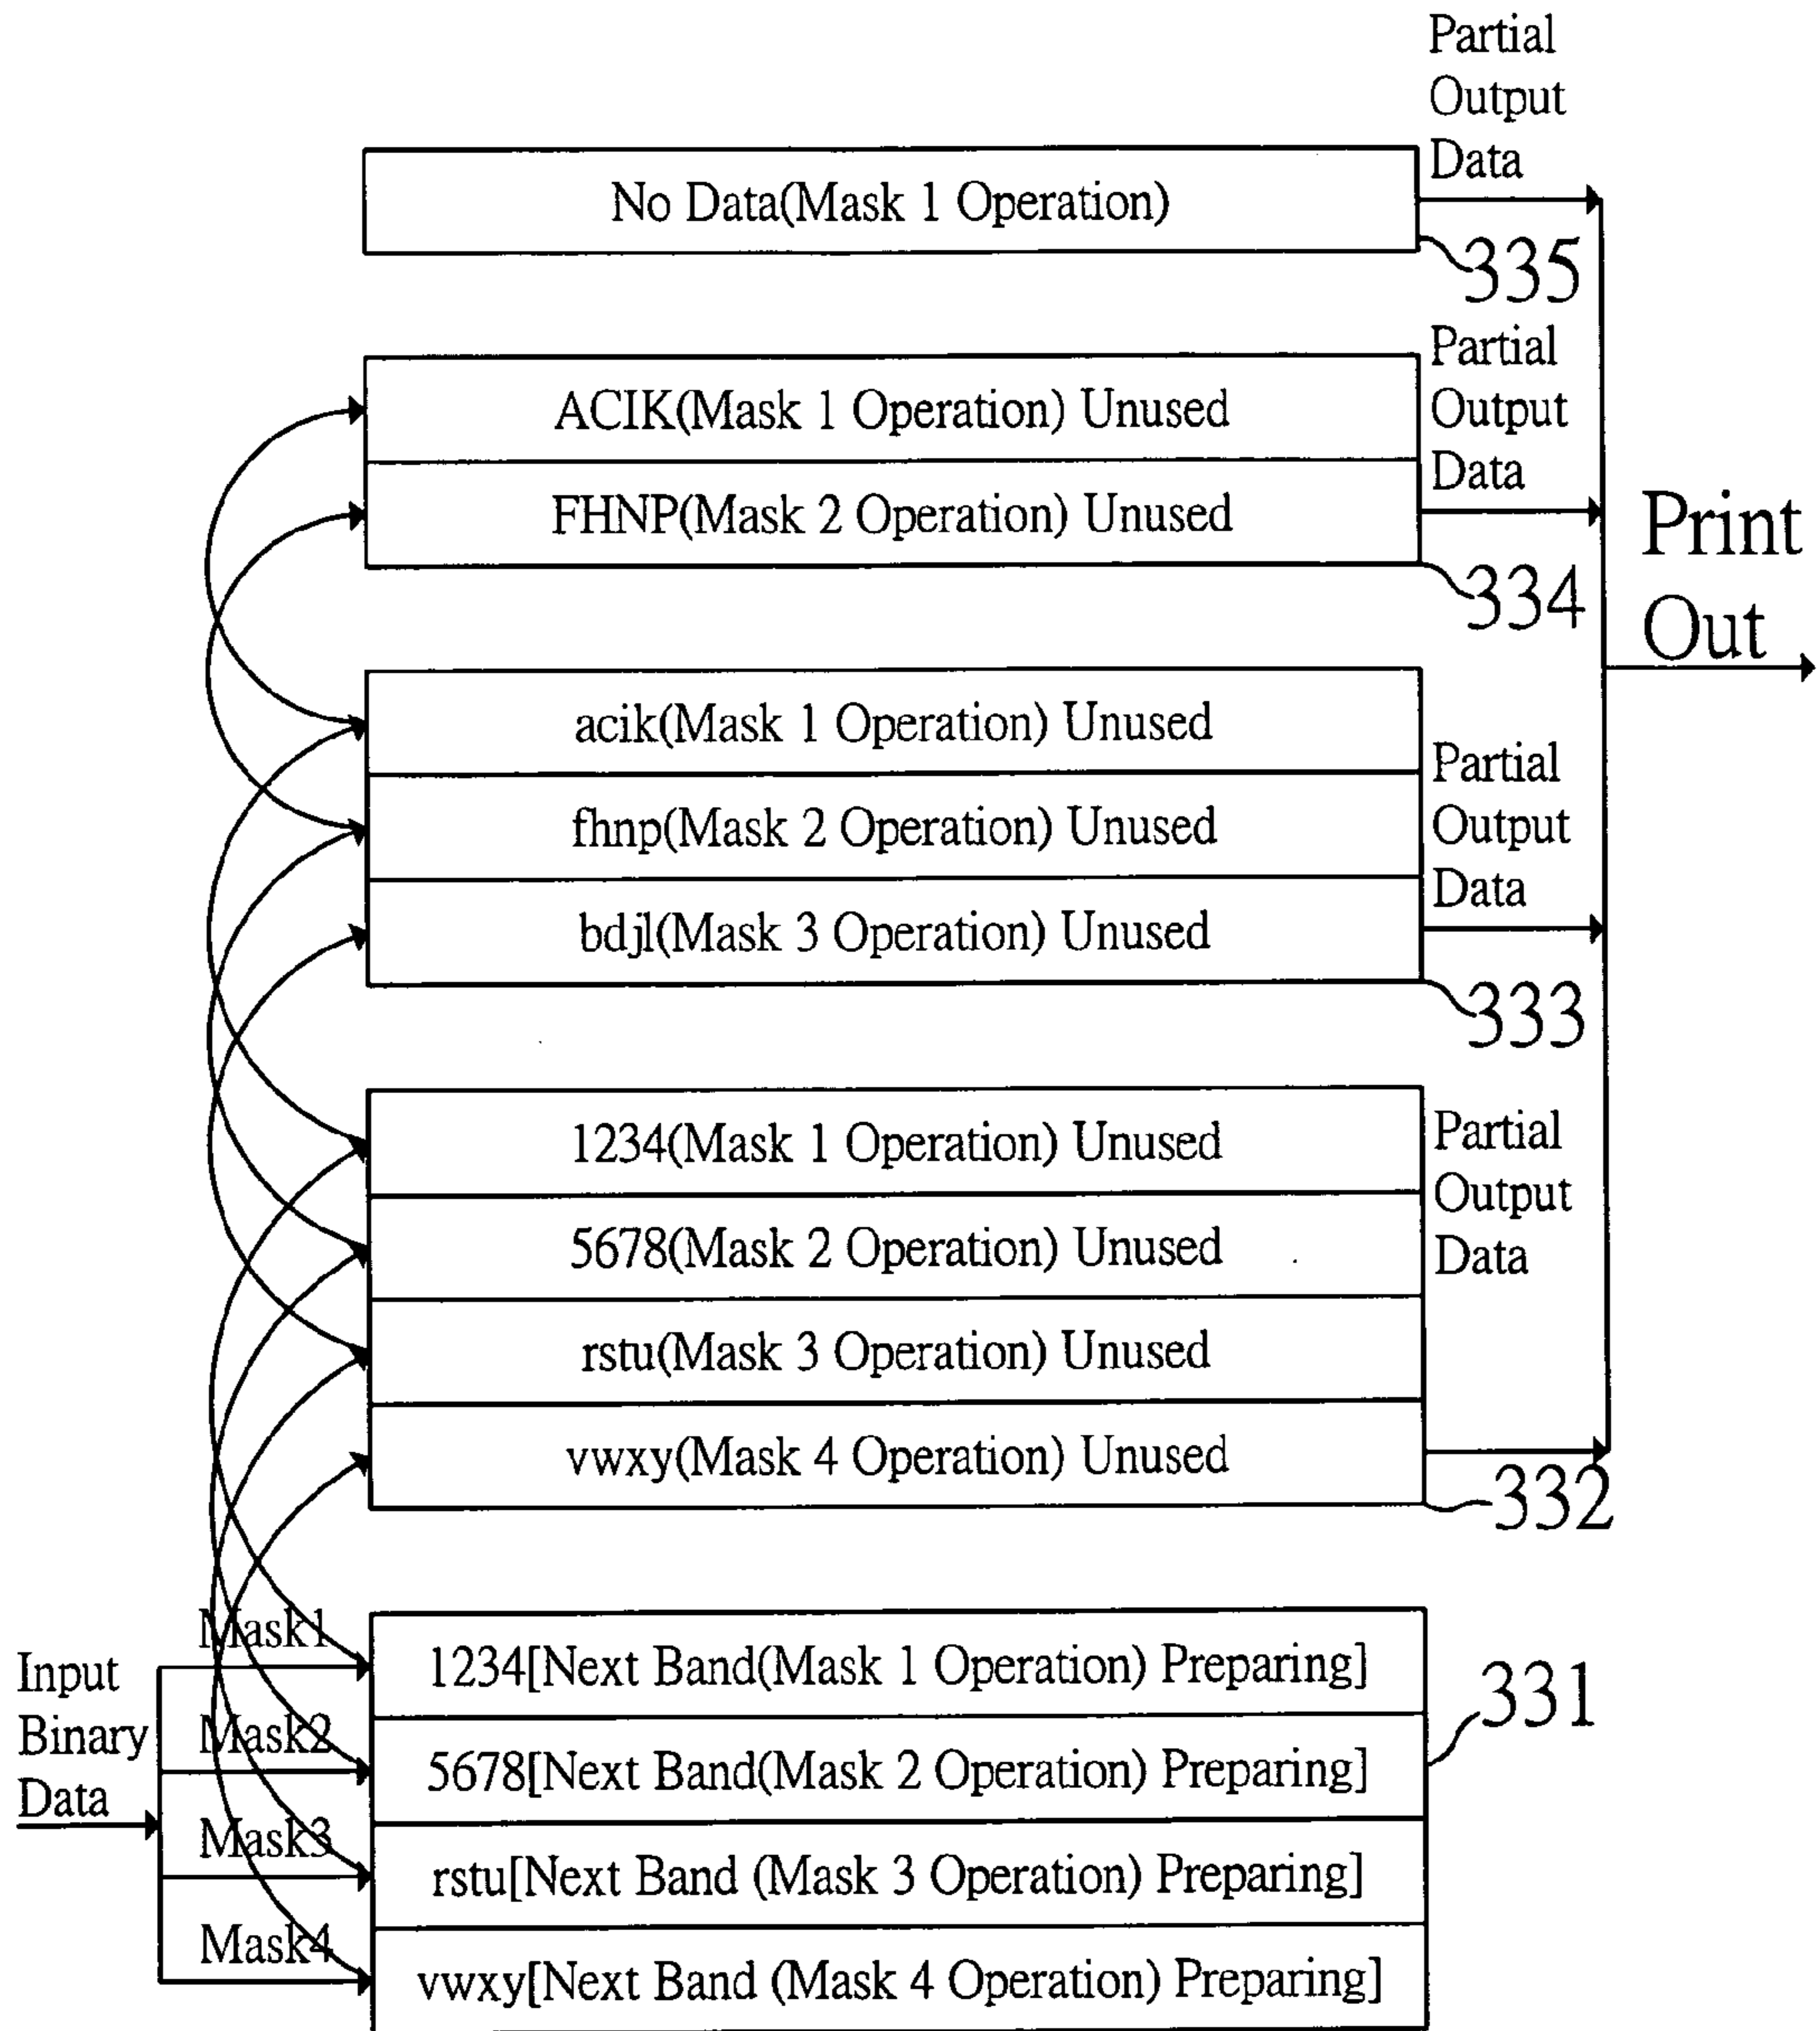 Partial
Output
Data
No Data(Mask 1 Operation)
335
Partial
Output
Data
ACIK(Mask 1 Operation) Unused
FHNP(Mask 2 Operation) Unused
334
Print
Out
acik(Mask 1 Operation) Unused
fhnp(Mask 2 Operation) Unused
bdjl(Mask 3 Operation) Unused
Partial
Output
Data
333
1234(Mask 1 Operation) Unused
5678(Mask 2 Operation) Unused
rstu(Mask 3 Operation) Unused
vwxy(Mask 4 Operation) Unused
Partial
Output
Data
332
Input
Binary
Data
Mask1
Mask2
Mask3
Mask4
1234[Next Band(Mask 1 Operation) Preparing]
5678[Next Band(Mask 2 Operation) Preparing]
rstu[Next Band (Mask 3 Operation) Preparing]
vwxy[Next Band (Mask 4 Operation) Preparing]
331